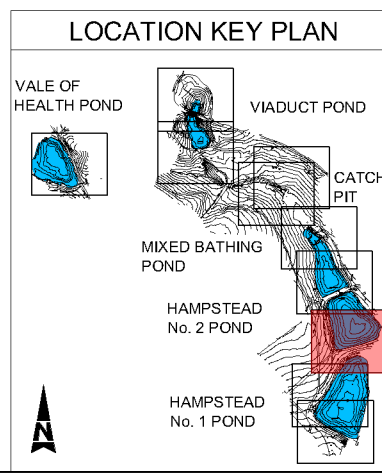 LOCATION KEY PLAN
VALE OF
HEALTH POND
VIADUCT POND
CATCH
PIT
MIXED BATHING
POND
HAMPSTEAD
No. 2 POND
HAMPSTEAD
No. 1 POND
N